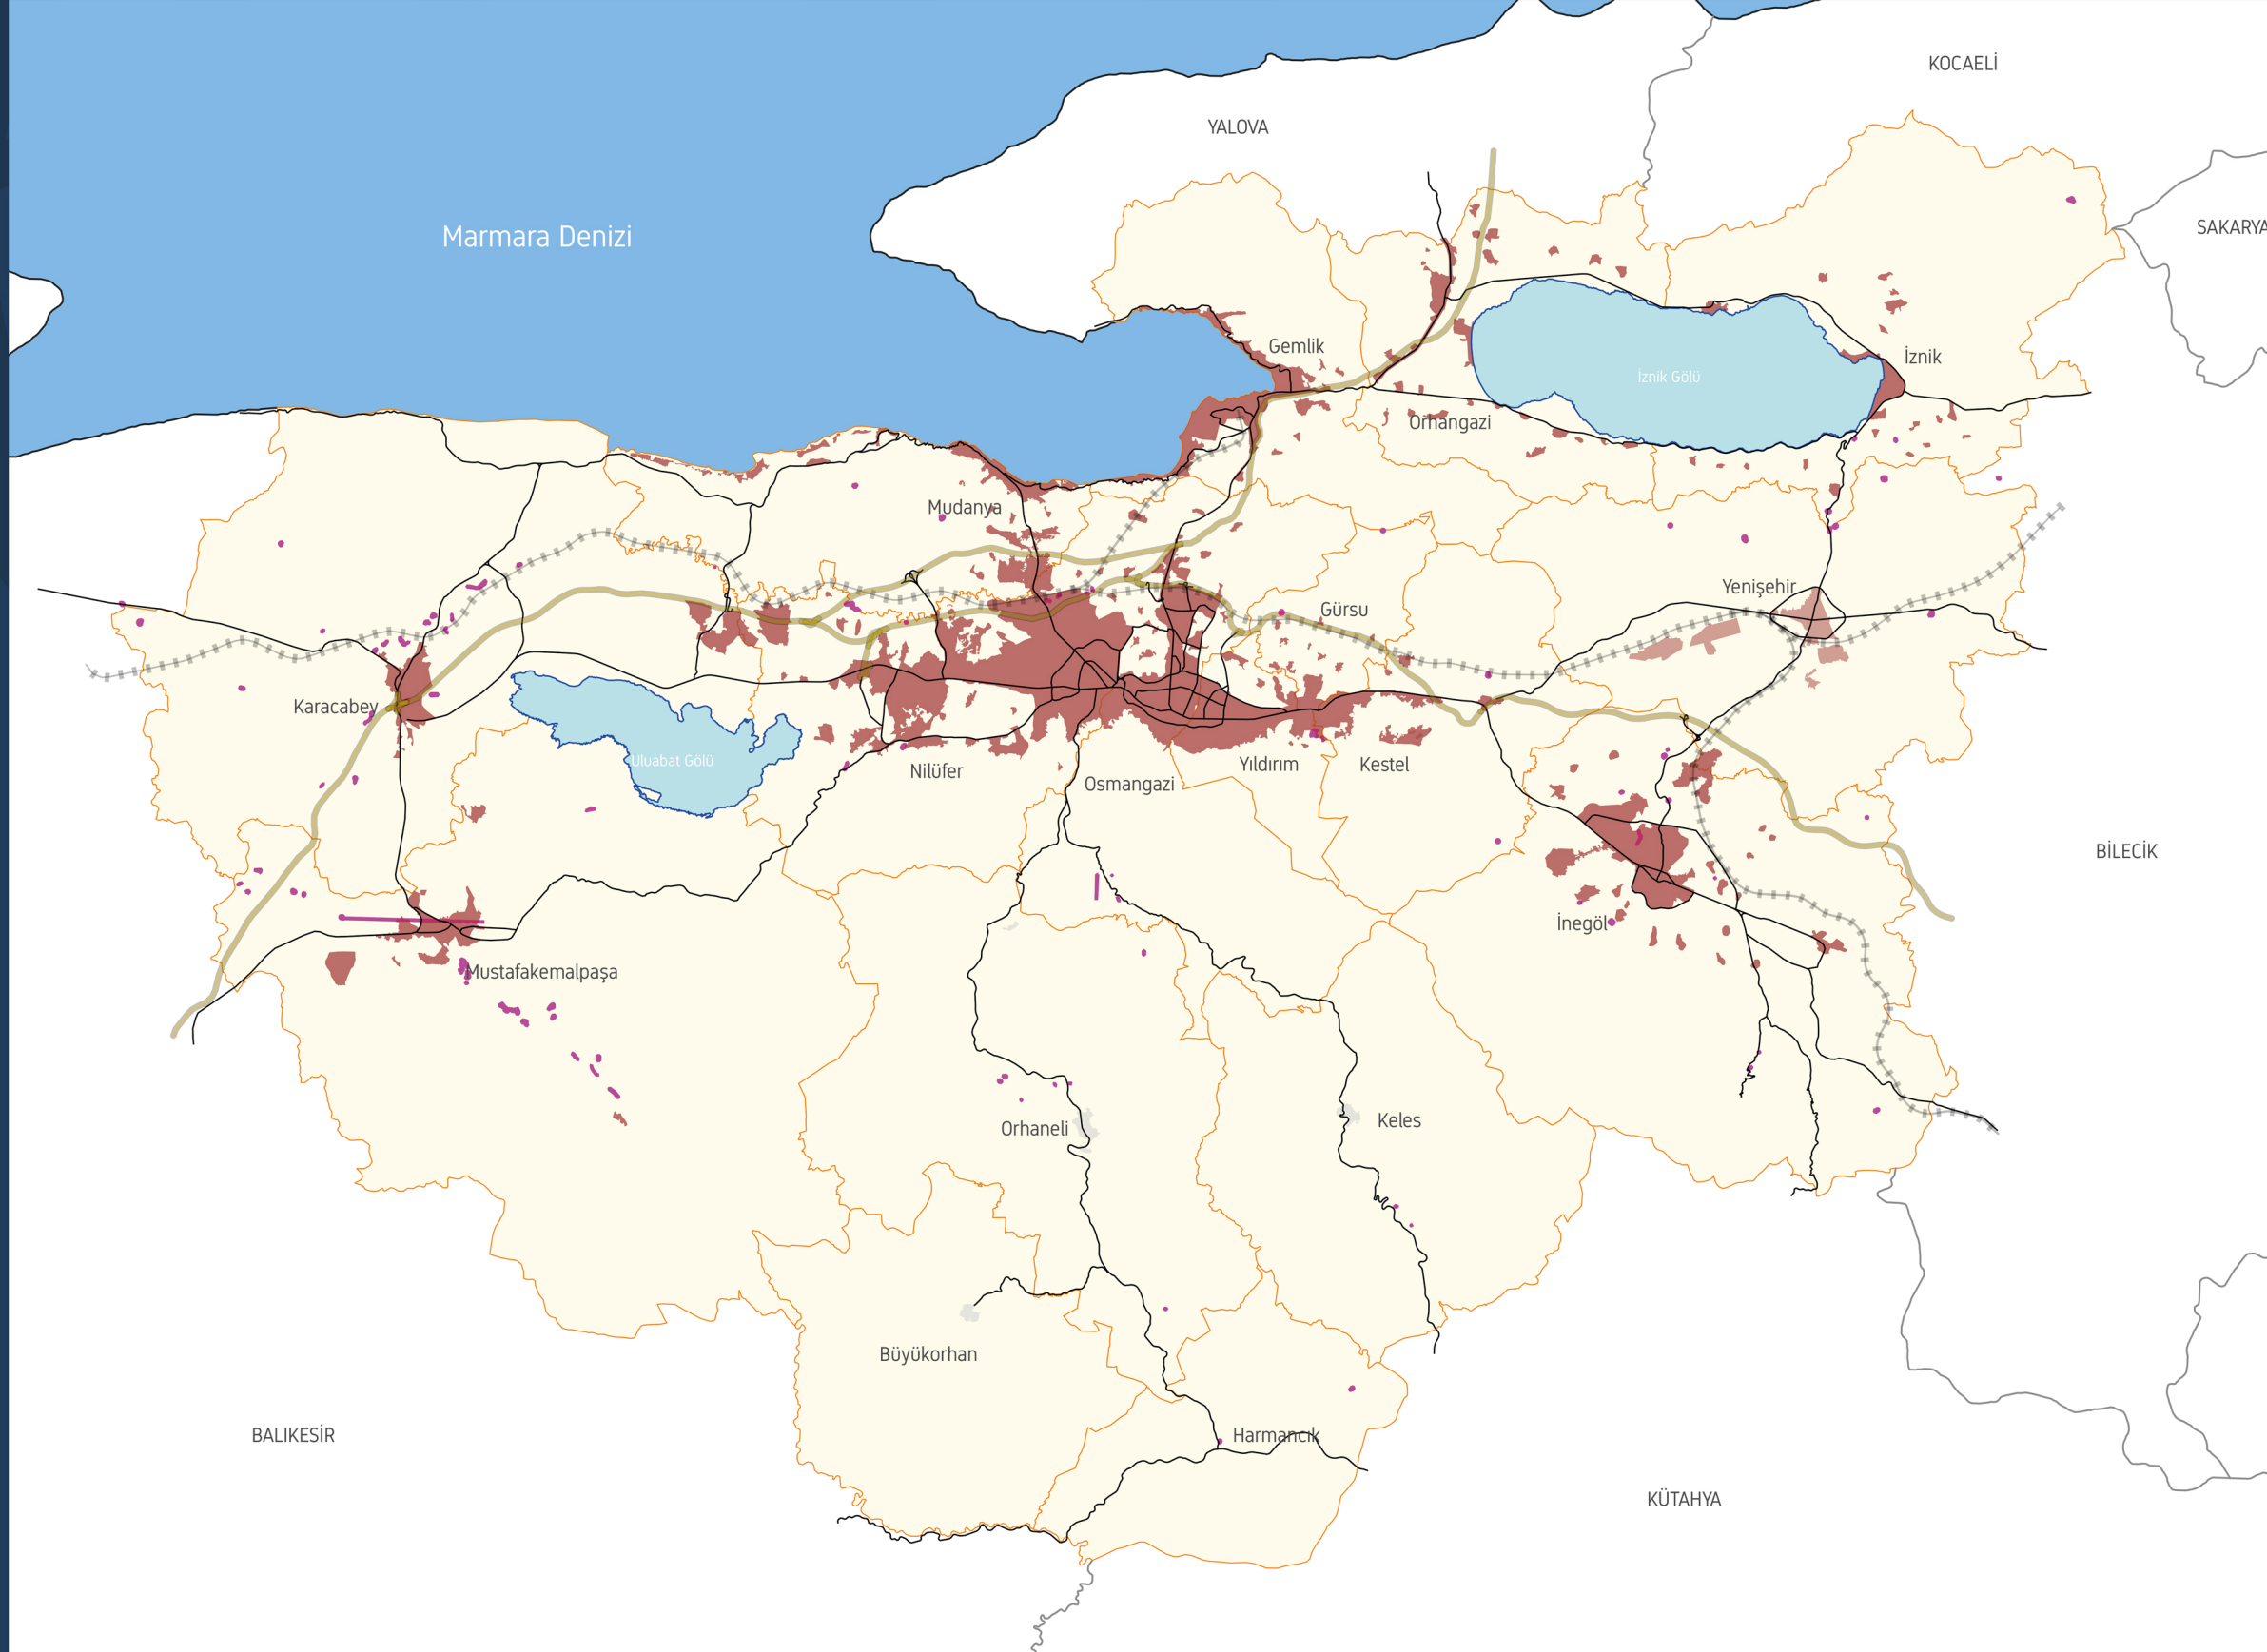 KOCAELİ
YALOVA
SAKARYA
Marmara Denizi
Gemlik
İznik
İznik Gölü
Orhangazi
Mudanya
Yenişehir
Gürsu
Karacabey
Uluabat Gölü
Nilüfer
Yıldırım
Kestel
Osmangazi
BİLECİK
İnegöl
Mustafakemalpaşa
Keles
Orhaneli
Büyükorhan
BALIKESİR
Harmancık
KÜTAHYA